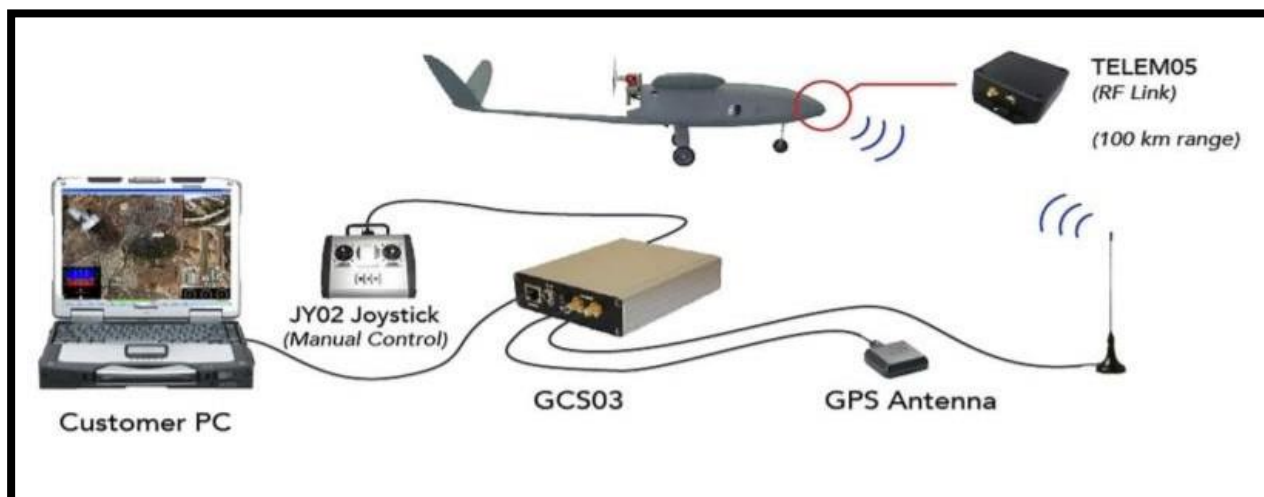 TELEM05
(RF Link)
(100 km range)
JY02 Joystick
(Manual Control)
GCS03
GPS Antenna
Customer PC